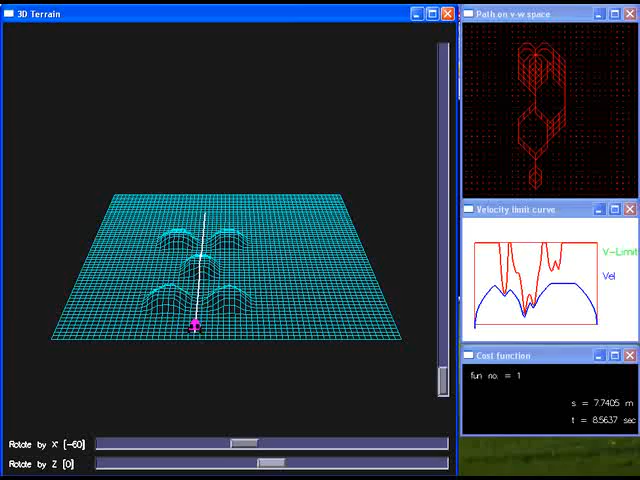 3D Terrain
Rotate by X [-60]
Rotate by Z [0]
Path on v-w space
Velocity limit curve
V-Limit
Vel
Cost function
fun no. = 1
s = 7.7405 m
t = 8.5637 sec